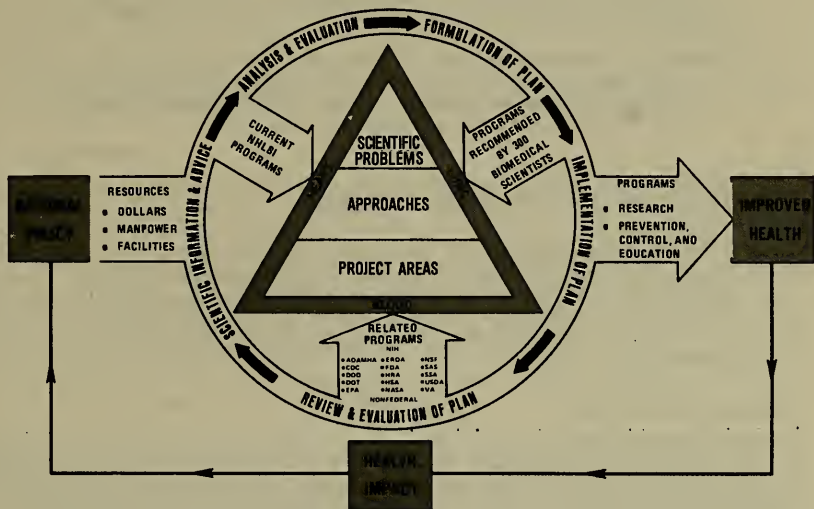 ANALYSIS & EVALUATION
FORMULATION OF PLAN
IMPLEMENTATION OF PLAN
REVIEW & EVALUATION OF PLAN
SCIENTIFIC INFORMATION & ADVICE
CURRENT
NHLBI
PROGRAMS
SCIENTIFIC
PROBLEMS
APPROACHES
PROJECT AREAS
PROGRAMS
RECOMMENDED
BY 300
BIOMEDICAL
SCIENTISTS
BLOOD
NATIONAL
POLICY
RESOURCES
• DOLLARS
• MANPOWER
• FACILITIES
PROGRAMS
• RESEARCH
• PREVENTION,
CONTROL, AND
EDUCATION
IMPROVED
HEALTH
RELATED
PROGRAMS
NIH
• ADAMHA • ERDA • NSF
• CDC • FDA • SAS
• DOD • HRA • SSA
• DOT • HSA • USDA
• EPA • NASA • VA
NONFEDERAL
HEALTH
IMPACT